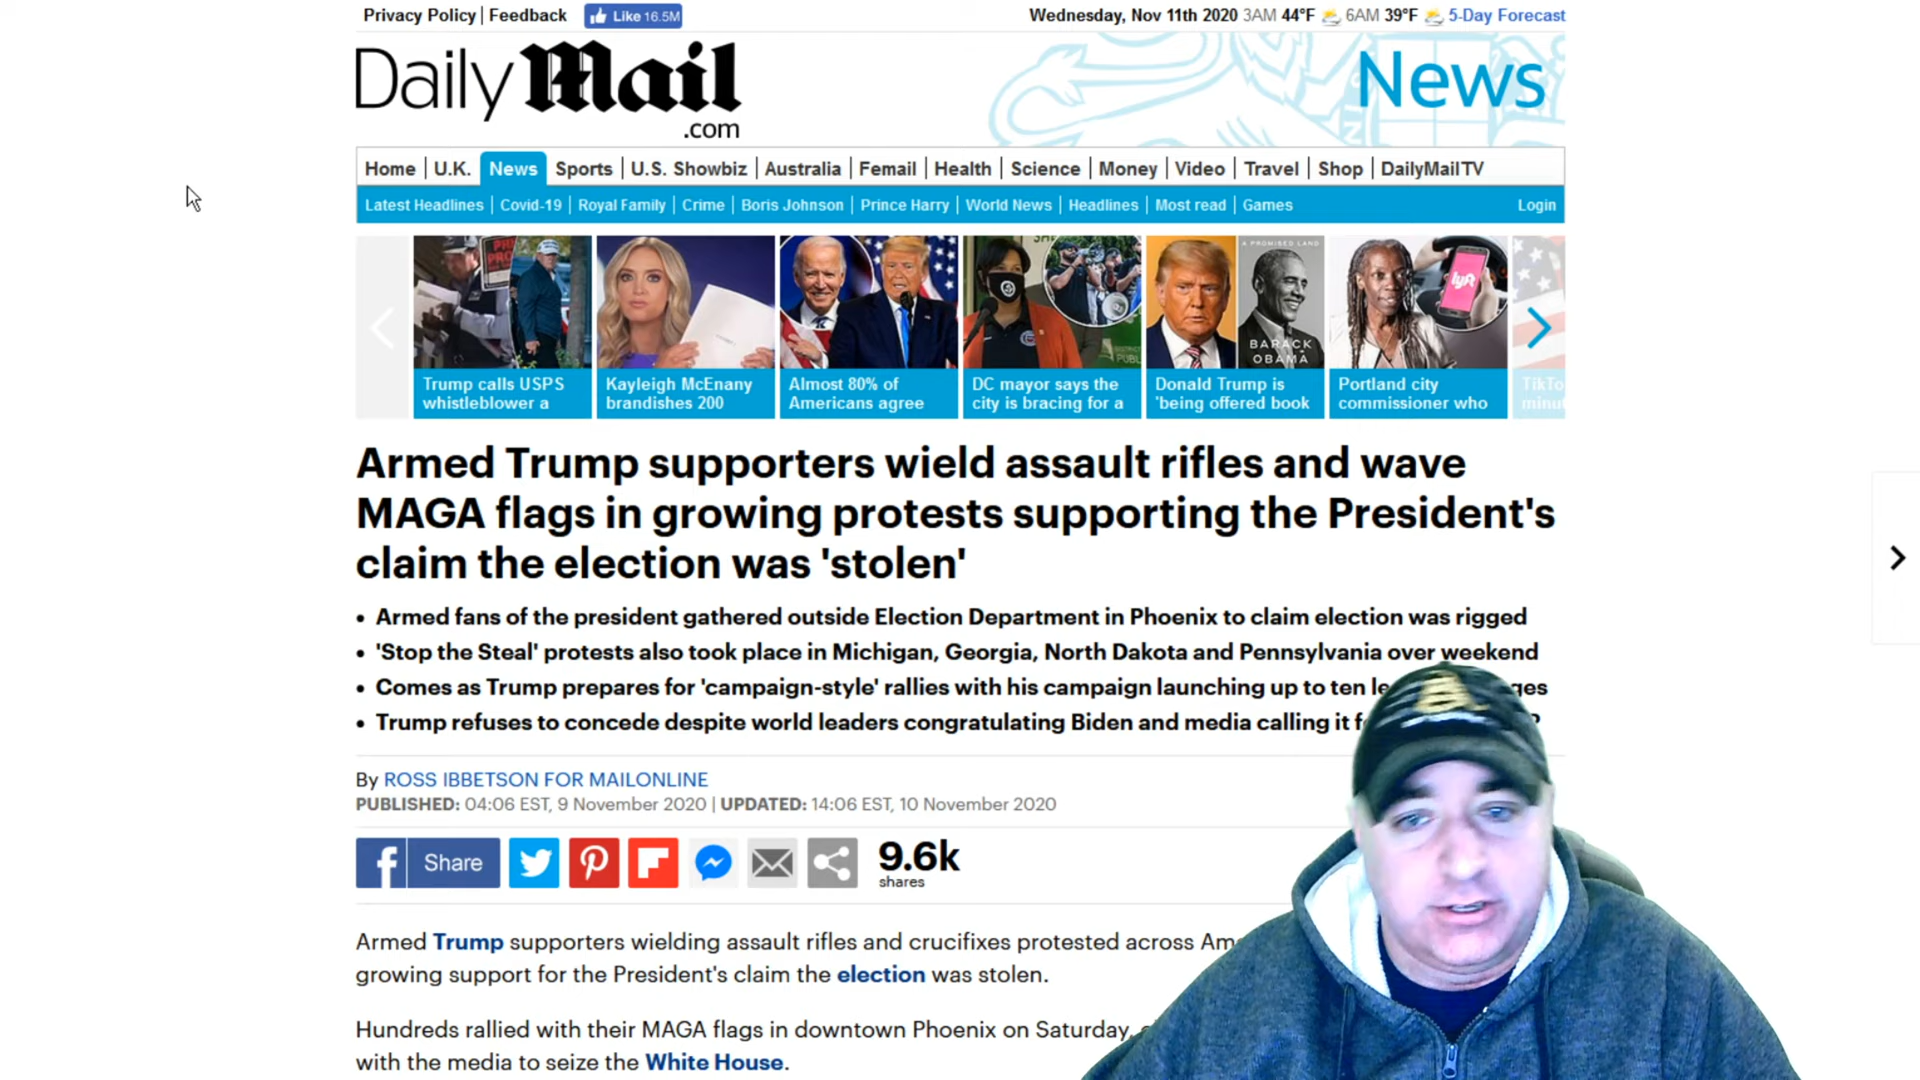 Privacy Policy | Feedback Like 16.5M Wednesday, Nov 11th 2020 3AM 44°F 6AM 39°F 5-Day Forecast
Daily Mail
.com
News
Home | U.K. News Sports | U.S. Showbiz | Australia | Femail | Health | Science | Money | Video | Travel | Shop | DailyMailTV
Latest Headlines | Covid-19 | Royal Family | Crime | Boris Johnson | Prince Harry | World News | Headlines | Most read | Games Login
A PROMISED LAND
lyft
BARACK
OBAMA
Trump calls USPS
whistleblower a
Kayleigh McEnany
brandishes 200
Almost 80% of
Americans agree
DC mayor says the
city is bracing for a
Donald Trump is
'being offered book
Portland city
commissioner who
TikTo
minut
Armed Trump supporters wield assault rifles and wave
MAGA flags in growing protests supporting the President's
claim the election was 'stolen'
• Armed fans of the president gathered outside Election Department in Phoenix to claim election was rigged
• 'Stop the Steal' protests also took place in Michigan, Georgia, North Dakota and Pennsylvania over weekend
• Comes as Trump prepares for 'campaign-style' rallies with his campaign launching up to ten le ges
• Trump refuses to concede despite world leaders congratulating Biden and media calling it f
By ROSS IBBETSON FOR MAILONLINE
PUBLISHED: 04:06 EST, 9 November 2020 | UPDATED: 14:06 EST, 10 November 2020
f Share 9.6k
shares
Armed Trump supporters wielding assault rifles and crucifixes protested across Am
growing support for the President's claim the election was stolen.
Hundreds rallied with their MAGA flags in downtown Phoenix on Saturday,
with the media to seize the White House.